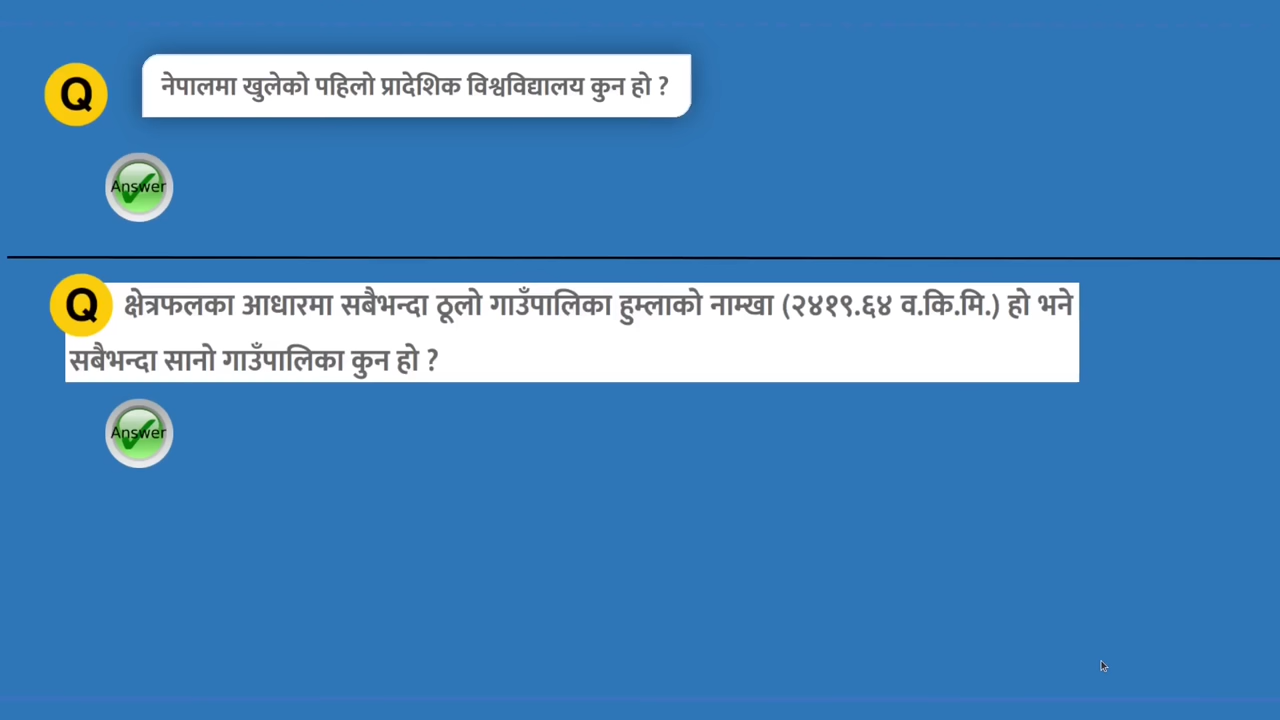 Q नेपालमा खुलेको पहिलो प्रादेशिक विश्वविद्यालय कुन हो ?
Answer
Q क्षेत्रफलका आधारमा सबैभन्दा ठूलो गाउँपालिका हुम्लाको नाम्खा (२४१९.६४ व.कि.मि.) हो भने
सबैभन्दा सानो गाउँपालिका कुन हो ?
Answer